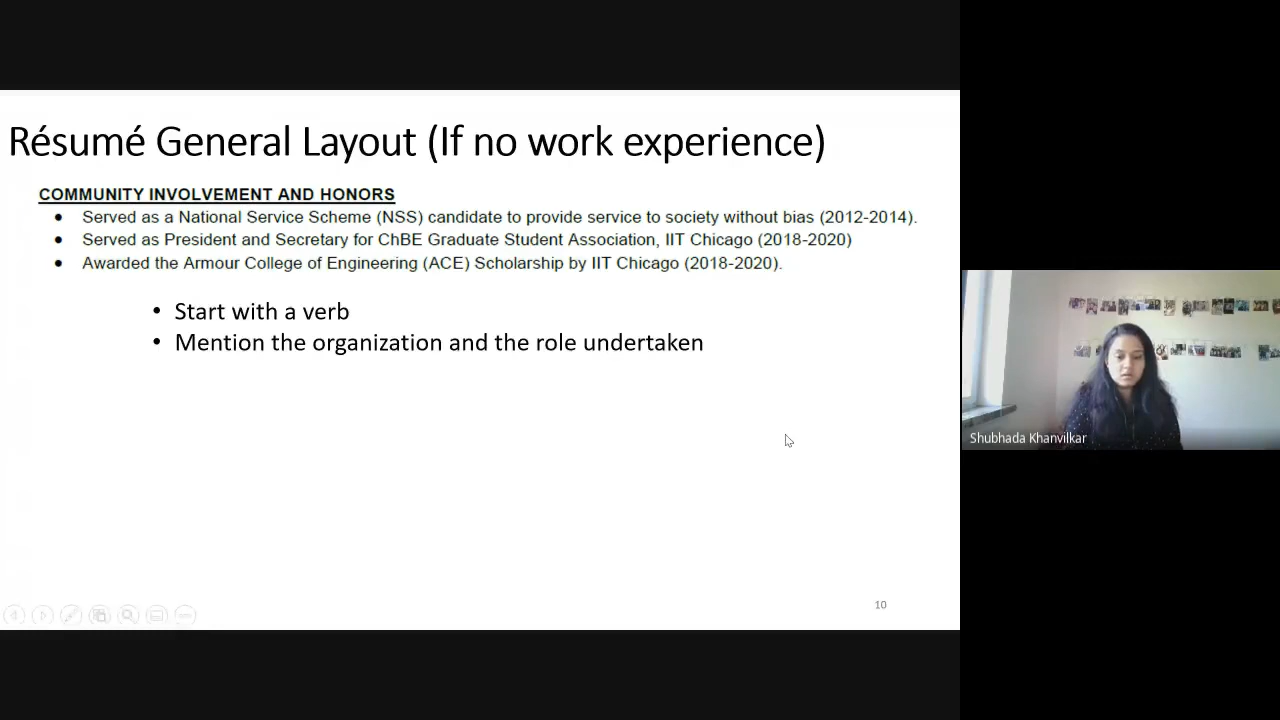 Résumé General Layout (If no work experience)
COMMUNITY INVOLVEMENT AND HONORS
• Served as a National Service Scheme (NSS) candidate to provide service to society without bias (2012-2014).
• Served as President and Secretary for ChBE Graduate Student Association, IIT Chicago (2018-2020)
• Awarded the Armour College of Engineering (ACE) Scholarship by IIT Chicago (2018-2020).
• Start with a verb
• Mention the organization and the role undertaken
10
Shubhada Khanvilkar